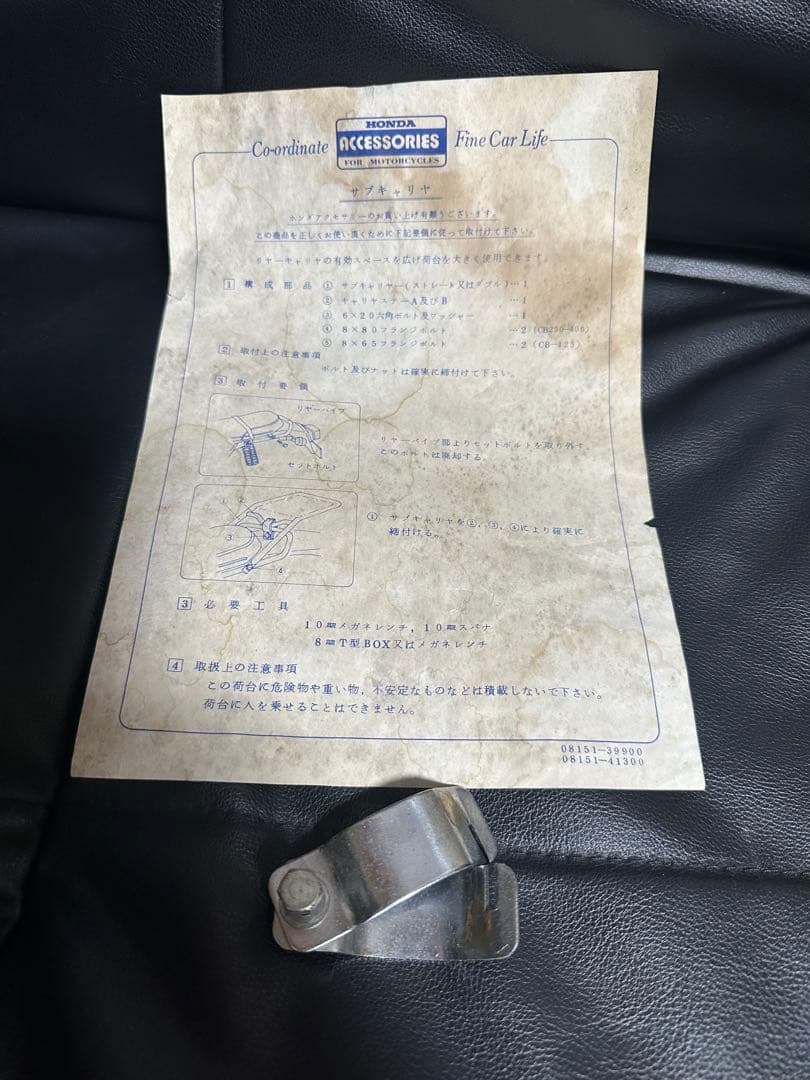 HONDA
ACCESSORIES
FOR MOTORCYCLES
Co-ordinate
Fine Car Life
サブキャリヤ
ホンダアクセサリーのお買い上げ有難うございます。
この商品を正しくお使い頂くために下記要領に従って取付けて下さい。
リヤーキャリヤの有効スペースを広げ荷台を大きく使用できます。
1 構成部品 ① サブキャリヤー(ストレート又はダブル)…1
② キャリヤステーA及びB …1
③ 6×20六角ボルト及ワッシャー …1
④ 8×80フランジボルト …2(CB250-400)
⑤ 8×65フランジボルト …2(CB-125)
2 取付上の注意事項
ボルト及びナットは確実に締付けて下さい。
3 取付要領
リヤーパイプ
セットボルト
リヤーパイプ部よりセットボルトを取り外す。
このボルトは廃却する。
① 2
3
4
① サブキャリヤを②,③,④により確実に
締付ける。
3 必要工具
10㎜メガネレンチ,10㎜スパナ
8㎜T型BOX又はメガネレンチ
4 取扱上の注意事項
この荷台に危険物や重い物,不安定なものなどは積載しないで下さい。
荷台に人を乗せることはできません。
08151-39900
08151-41300